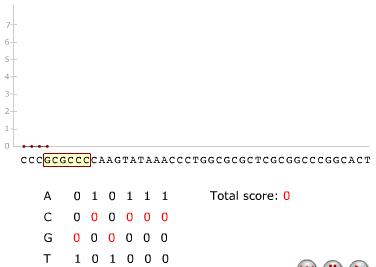 7
6
5
4
3
2
1
0
CCCGCGCCCCAAGTATAAACCCTGGCGCGCTCGCGGCCCGGCACT
A 0 1 0 1 1 1 Total score: 0
C 0 0 0 0 0 0
G 0 0 0 0 0 0
T 1 0 1 0 0 0